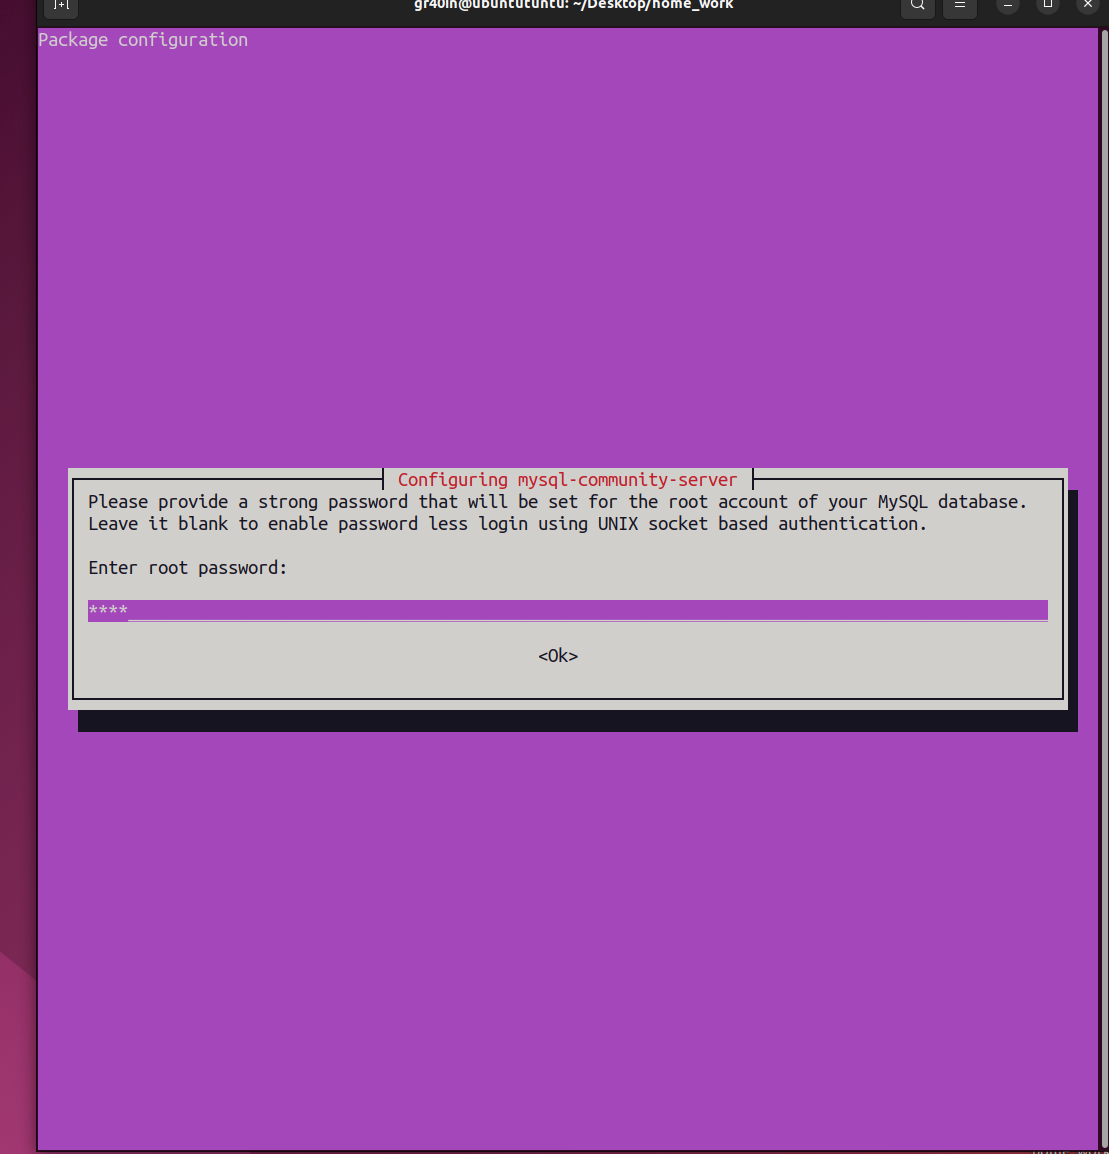 gr40in@ubuntutuntu: ~/Desktop/home_work
Package configuration
Configuring mysql-community-server
Please provide a strong password that will be set for the root account of your MySQL database.
Leave it blank to enable password less login using UNIX socket based authentication.
Enter root password:
****
<Ok>